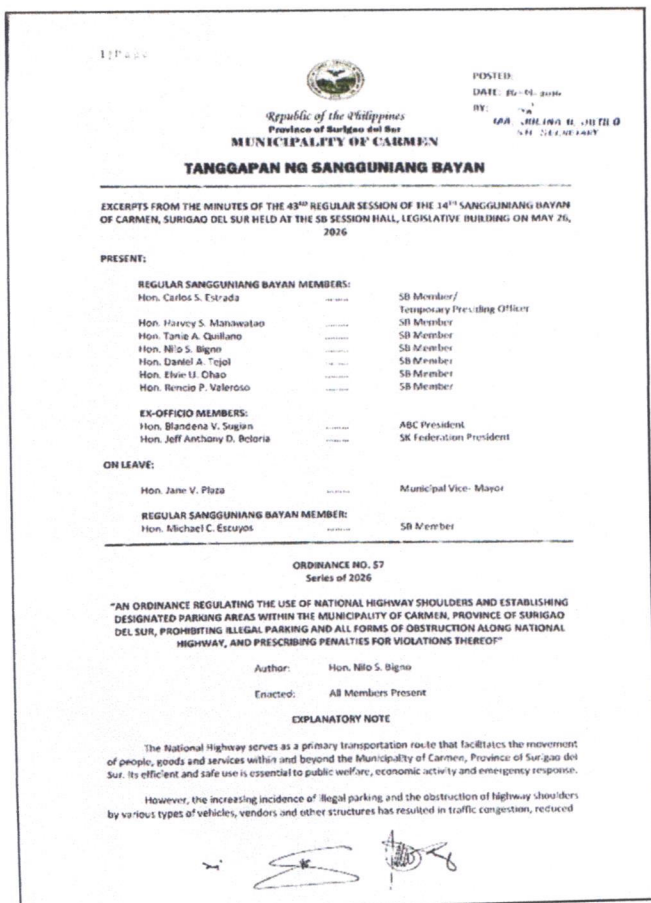 1 | P a g e
POSTED:
DATE:
BY:
SB SECRETARY
Republic of the Philippines
Province of Surigao del Sur
MUNICIPALITY OF CARMEN
TANGGAPAN NG SANGGUNIANG BAYAN
EXCERPTS FROM THE MINUTES OF THE 43RD REGULAR SESSION OF THE 14TH SANGGUNIANG BAYAN
OF CARMEN, SURIGAO DEL SUR HELD AT THE SB SESSION HALL, LEGISLATIVE BUILDING ON MAY 26,
2026
PRESENT:
REGULAR SANGGUNIANG BAYAN MEMBERS:
Hon. Carlos S. Estrada ........ SB Member/
Temporary Presiding Officer
Hon. Harvey S. Manawatao ........ SB Member
Hon. Tanie A. Quillano ........ SB Member
Hon. Nilo S. Bigno ........ SB Member
Hon. Daniel A. Tejol ........ SB Member
Hon. Elvie U. Ohao ........ SB Member
Hon. Rencio P. Valeroso ........ SB Member
EX-OFFICIO MEMBERS:
Hon. Blandena V. Sugian ........ ABC President
Hon. Jeff Anthony D. Beloria ........ SK Federation President
ON LEAVE:
Hon. Jane V. Plaza ........ Municipal Vice- Mayor
REGULAR SANGGUNIANG BAYAN MEMBER:
Hon. Michael C. Escuyos ........ SB Member
ORDINANCE NO. 57
Series of 2026
"AN ORDINANCE REGULATING THE USE OF NATIONAL HIGHWAY SHOULDERS AND ESTABLISHING
DESIGNATED PARKING AREAS WITHIN THE MUNICIPALITY OF CARMEN, PROVINCE OF SURIGAO
DEL SUR, PROHIBITING ILLEGAL PARKING AND ALL FORMS OF OBSTRUCTION ALONG NATIONAL
HIGHWAY, AND PRESCRIBING PENALTIES FOR VIOLATIONS THEREOF"
Author: Hon. Nilo S. Bigno
Enacted: All Members Present
EXPLANATORY NOTE
The National Highway serves as a primary transportation route that facilitates the movement
of people, goods and services within and beyond the Municipality of Carmen, Province of Surigao del
Sur. Its efficient and safe use is essential to public welfare, economic activity and emergency response.
However, the increasing incidence of illegal parking and the obstruction of highway shoulders
by various types of vehicles, vendors and other structures has resulted in traffic congestion, reduced